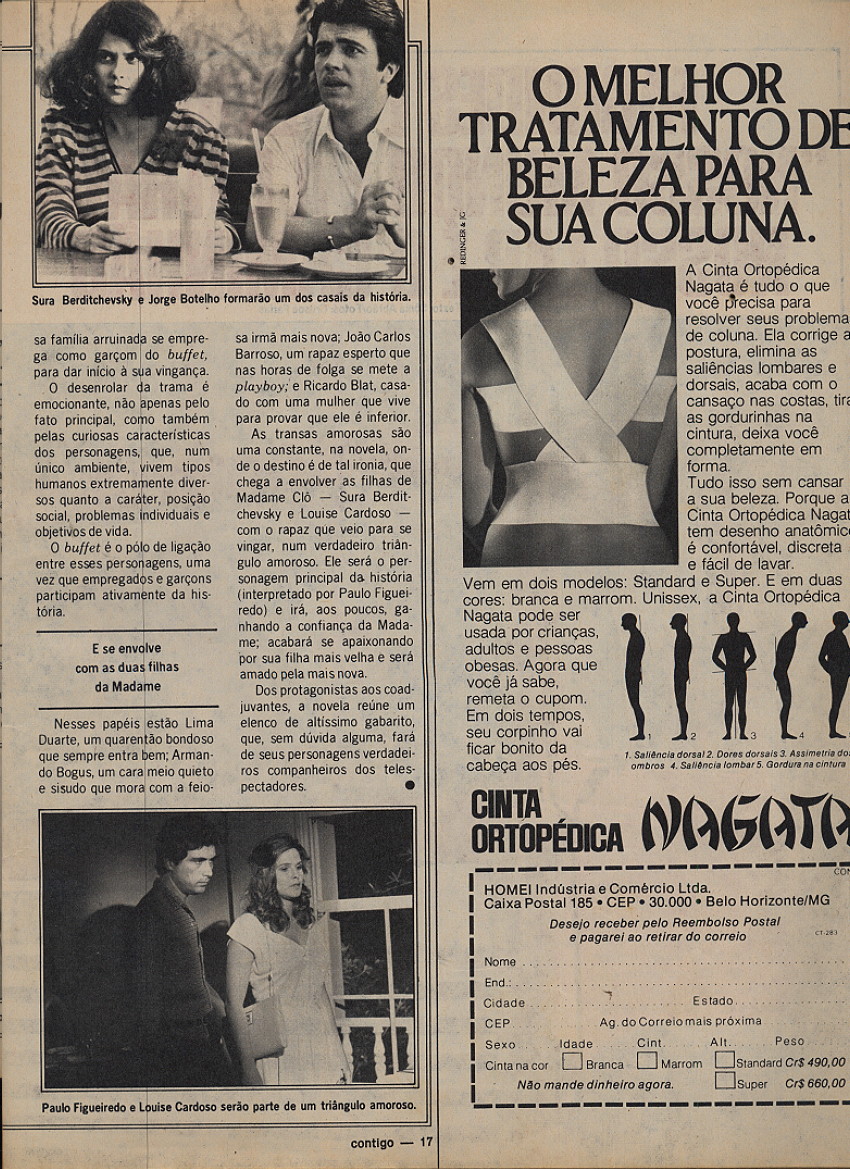 Sura Berditchevsky e Jorge Botelho formarão um dos casais da história.
sa família arruinada se empre-
ga como garçom do buffet,
para dar início à sua vingança.
O desenrolar da trama é
emocionante, não apenas pelo
fato principal, como também
pelas curiosas características
dos personagens, que, num
único ambiente, vivem tipos
humanos extremamente diver-
sos quanto a caráter, posição
social, problemas individuais e
objetivos de vida.
O buffet é o pólo de ligação
entre esses personagens, uma
vez que empregados e garçons
participam ativamente da his-
tória.
E se envolve
com as duas filhas
da Madame
Nesses papéis estão Lima
Duarte, um quarentão bondoso
que sempre entra bem; Arman-
do Bogus, um cara meio quieto
e sisudo que mora com a feio-
sa irmã mais nova; João Carlos
Barroso, um rapaz esperto que
nas horas de folga se mete a
playboy; e Ricardo Blat, casa-
do com uma mulher que vive
para provar que ele é inferior.
As transas amorosas são
uma constante, na novela, on-
de o destino é de tal ironia, que
chega a envolver as filhas de
Madame Clô — Sura Berdit-
chevsky e Louise Cardoso —
com o rapaz que veio para se
vingar, num verdadeiro triân-
gulo amoroso. Ele será o per-
sonagem principal da história
(interpretado por Paulo Figuei-
redo) e irá, aos poucos, ga-
nhando a confiança da Mada-
me; acabará se apaixonando
por sua filha mais velha e será
amado pela mais nova.
Dos protagonistas aos coad-
juvantes, a novela reúne um
elenco de altíssimo gabarito,
que, sem dúvida alguma, fará
de seus personagens verdadei-
ros companheiros dos teles-
pectadores.
Paulo Figueiredo e Louise Cardoso serão parte de um triângulo amoroso.
contigo — 17
O MELHOR
TRATAMENTO DE
BELEZA PARA
SUA COLUNA.
REDINGER & JG
A Cinta Ortopédica
Nagata é tudo o que
você precisa para
resolver seus problema
de coluna. Ela corrige a
postura, elimina as
saliências lombares e
dorsais, acaba com o
cansaço nas costas, tira
as gordurinhas na
cintura, deixa você
completamente em
forma.
Tudo isso sem cansar
a sua beleza. Porque a
Cinta Ortopédica Nagat
tem desenho anatômico
é confortável, discreta
e fácil de lavar.
Vem em dois modelos: Standard e Super. E em duas
cores: branca e marrom. Unissex, a Cinta Ortopédica
Nagata pode ser
usada por crianças,
adultos e pessoas
obesas. Agora que
você já sabe,
remeta o cupom.
Em dois tempos,
seu corpinho vai
ficar bonito da
cabeça aos pés.
1 2 3 4 5
1. Saliência dorsal 2. Dores dorsais 3. Assimetria dos
ombros 4. Saliência lombar 5. Gordura na cintura
CINTA
ORTOPÉDICA NAGATA
CON
HOMEI Indústria e Comércio Ltda.
Caixa Postal 185 • CEP • 30.000 • Belo Horizonte/MG
Desejo receber pelo Reembolso Postal
e pagarei ao retirar do correio
CT-283
Nome
End.:
Cidade Estado
CEP Ag. do Correio mais próxima
Sexo Idade Cint. Alt. Peso
Cinta na cor Branca Marrom Standard Cr$ 490,00
Não mande dinheiro agora. Super Cr$ 660,00